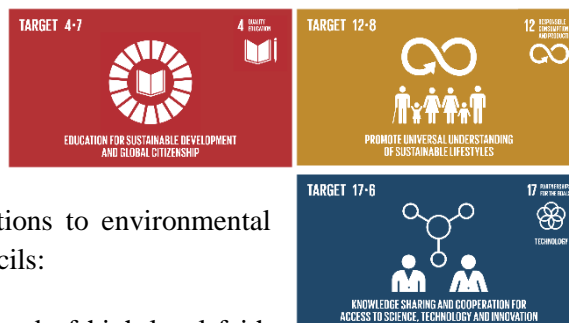 TARGET 4·7
4 QUALITY
EDUCATION
EDUCATION FOR SUSTAINABLE DEVELOPMENT
AND GLOBAL CITIZENSHIP
TARGET 12·8
12 RESPONSIBLE
CONSUMPTION
AND PRODUCTION
PROMOTE UNIVERSAL UNDERSTANDING
OF SUSTAINABLE LIFESTYLES
TARGET 17·6
17 PARTNERSHIPS
FOR THE GOALS
TECHNOLOGY
KNOWLEDGE SHARING AND COOPERATION FOR
ACCESS TO SCIENCE, TECHNOLOGY AND INNOVATION
tions to environmental
cils: